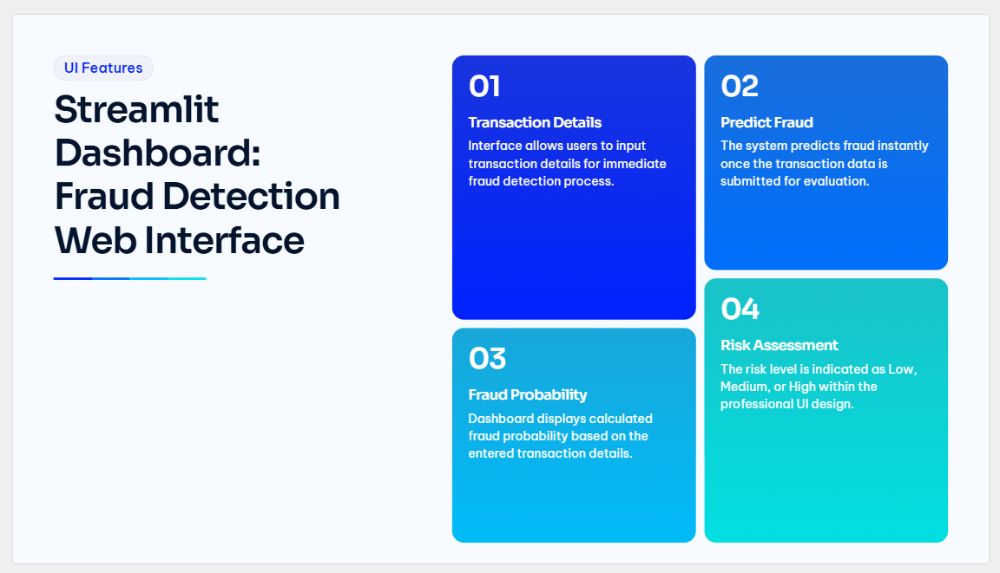 UI Features
Streamlit
Dashboard:
Fraud Detection
Web Interface
01
Transaction Details
Interface allows users to input
transaction details for immediate
fraud detection process.
02
Predict Fraud
The system predicts fraud instantly
once the transaction data is
submitted for evaluation.
03
Fraud Probability
Dashboard displays calculated
fraud probability based on the
entered transaction details.
04
Risk Assessment
The risk level is indicated as Low,
Medium, or High within the
professional UI design.